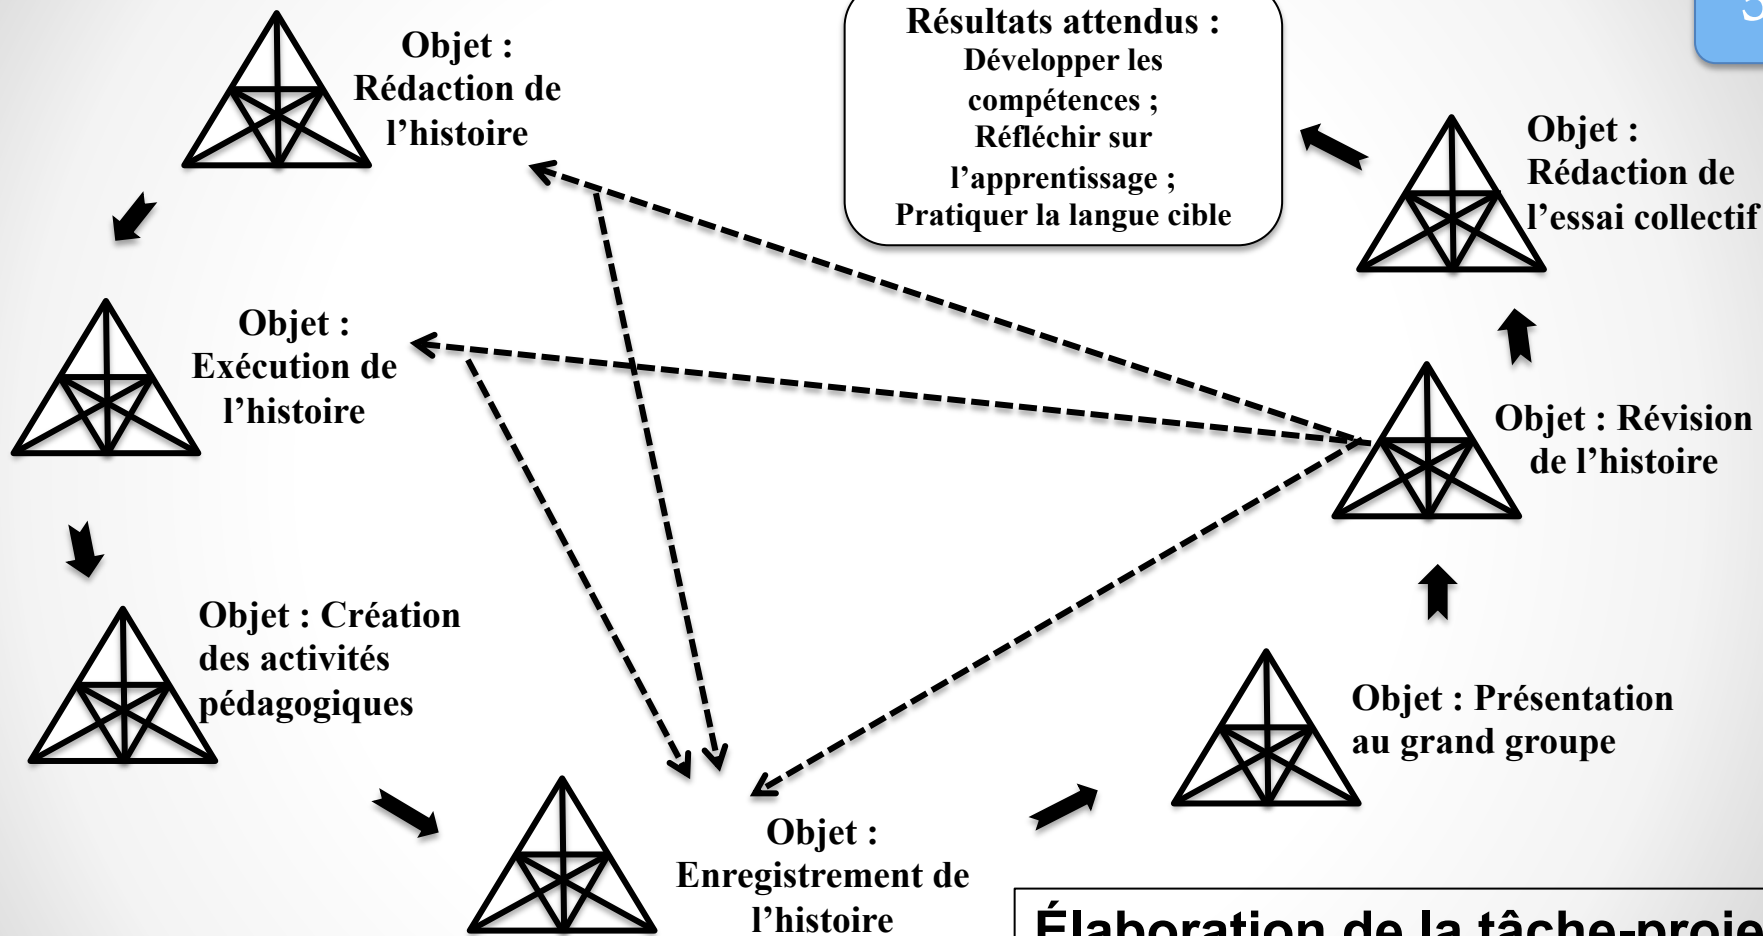 Objet :
Rédaction de
l’histoire
Résultats attendus :
Développer les
compétences ;
Réfléchir sur
l’apprentissage ;
Pratiquer la langue cible
Objet :
Rédaction de
l’essai collectif
Objet :
Exécution de
l’histoire
Objet : Révision
de l’histoire
Objet : Création
des activités
pédagogiques
Objet : Présentation
au grand groupe
Objet :
Enregistrement de
l’histoire
Élaboration de la tâche-proje